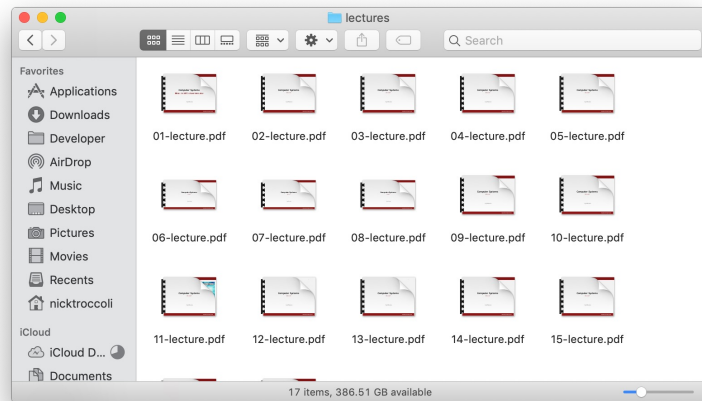 lectures
Search
Favorites
Applications
Downloads
Developer
AirDrop
Music
Desktop
Pictures
Movies
Recents
nicktroccoli
iCloud
iCloud D...
Documents
01-lecture.pdf 02-lecture.pdf 03-lecture.pdf 04-lecture.pdf 05-lecture.pdf
06-lecture.pdf 07-lecture.pdf 08-lecture.pdf 09-lecture.pdf 10-lecture.pdf
11-lecture.pdf 12-lecture.pdf 13-lecture.pdf 14-lecture.pdf 15-lecture.pdf
17 items, 386.51 GB available